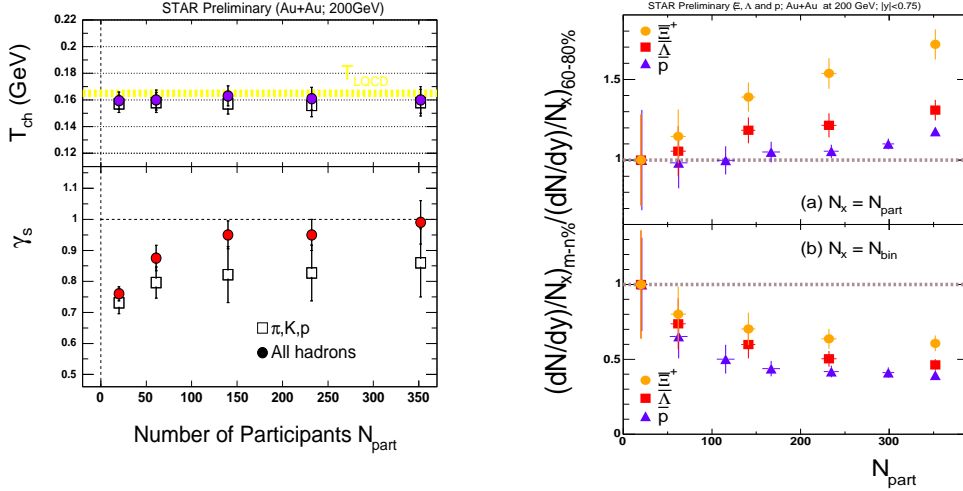 STAR Preliminary (Au+Au; 200GeV)
T_ch (GeV)
0.22
0.2
0.18
0.16
0.14
0.12
T_LQCD
γ_s
1.1
1
0.9
0.8
0.7
0.6
0.5
π,K,p
All hadrons
0 50 100 150 200 250 300 350
Number of Participants N_part
STAR Preliminary (Ξ, Λ and p; Au+Au at 200 GeV; |y|<0.75)
(dN/dy)/N_x)_m-n%/(dN/dy)/N_x)_60-80%
Ξ̅⁺
Λ̅
p̅
1.5
1
(a) N_x = N_part
(b) N_x = N_bin
1
0.5
0
Ξ̅⁺
Λ̅
p̅
0 100 200 300
N_part